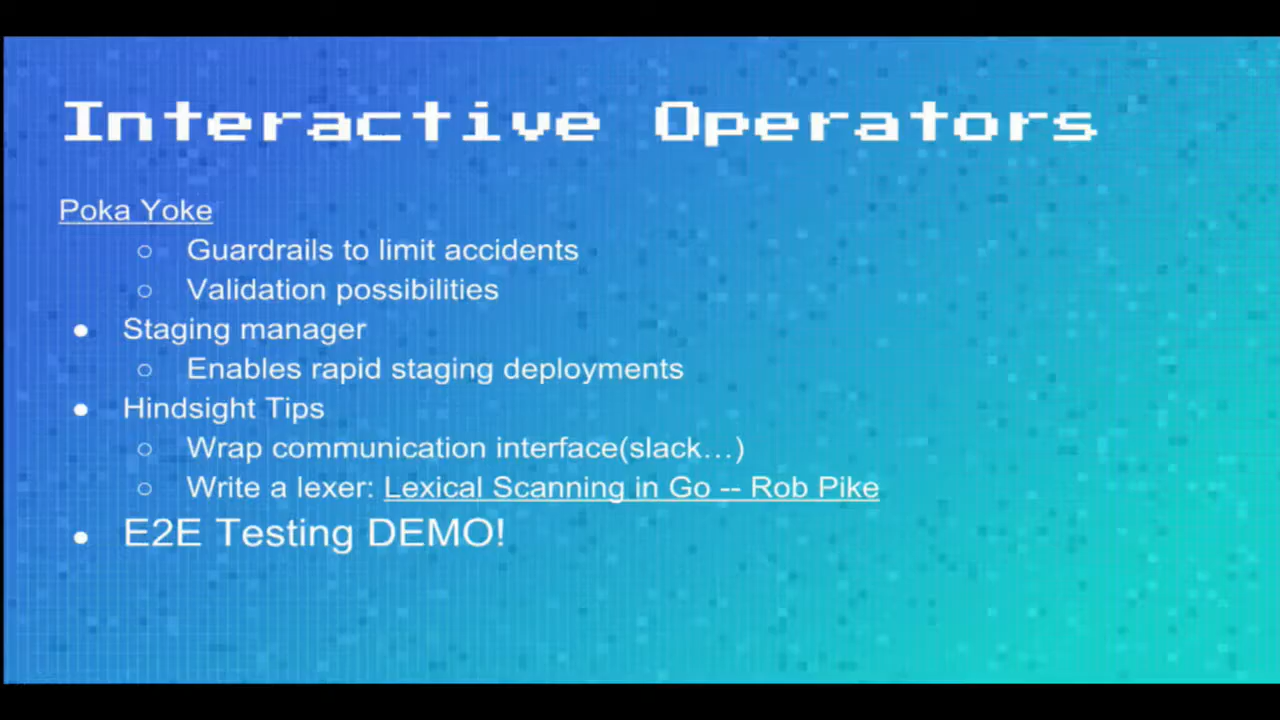 Interactive Operators
Poka Yoke
○ Guardrails to limit accidents
○ Validation possibilities
● Staging manager
○ Enables rapid staging deployments
● Hindsight Tips
○ Wrap communication interface(slack…)
○ Write a lexer: Lexical Scanning in Go -- Rob Pike
● E2E Testing DEMO!